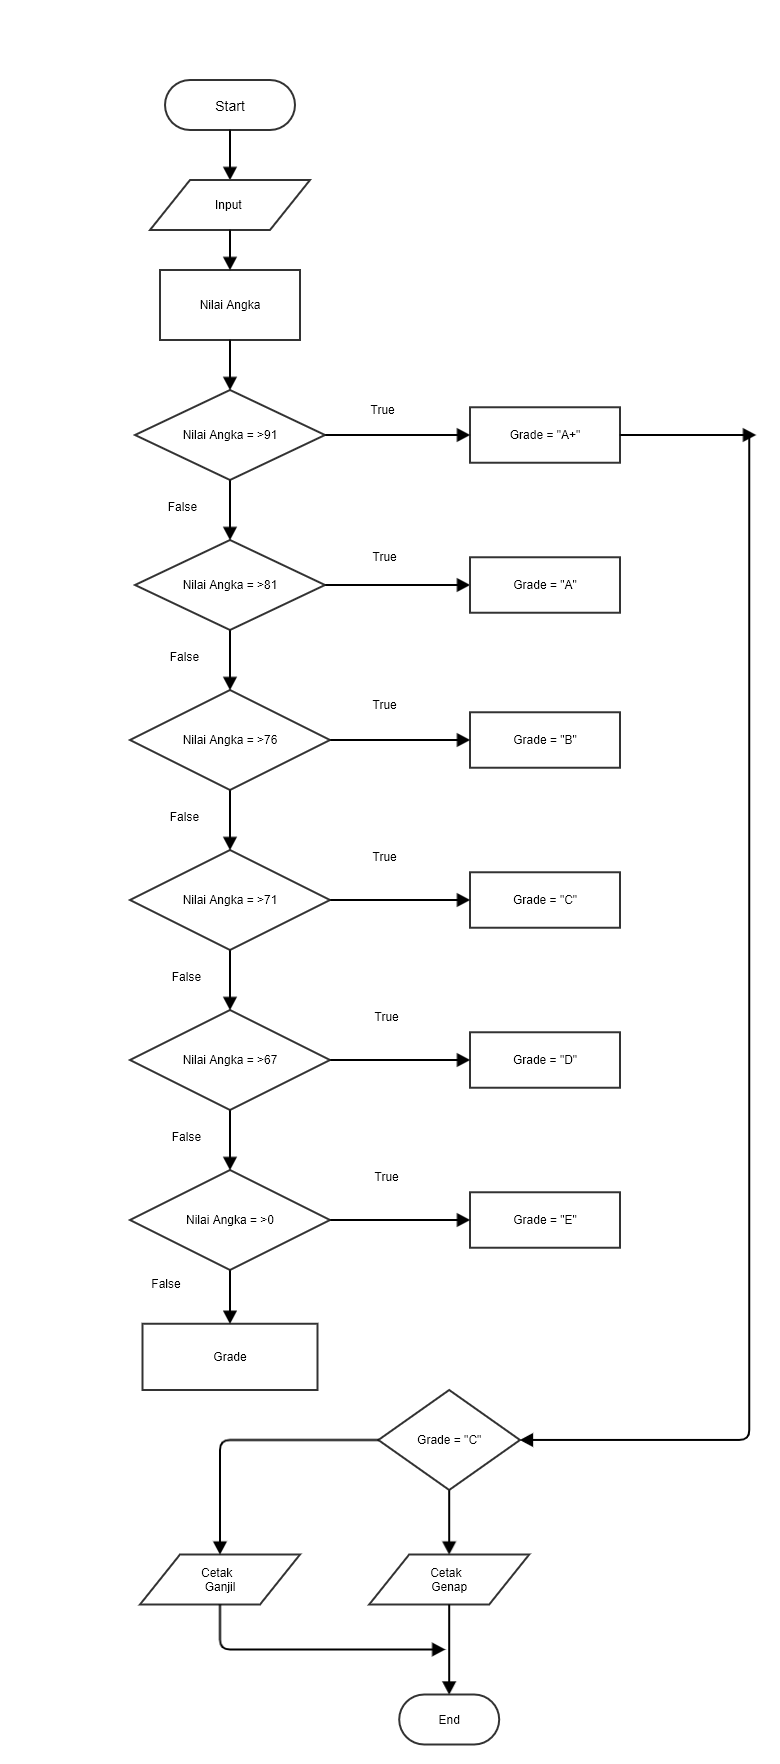 Start
Input
Nilai Angka
Nilai Angka = >91
True
Grade = "A+"
False
Nilai Angka = >81
True
Grade = "A"
False
Nilai Angka = >76
True
Grade = "B"
False
Nilai Angka = >71
True
Grade = "C"
False
Nilai Angka = >67
True
Grade = "D"
False
Nilai Angka = >0
True
Grade = "E"
False
Grade
Grade = "C"
Cetak
Ganjil
Cetak
Genap
End